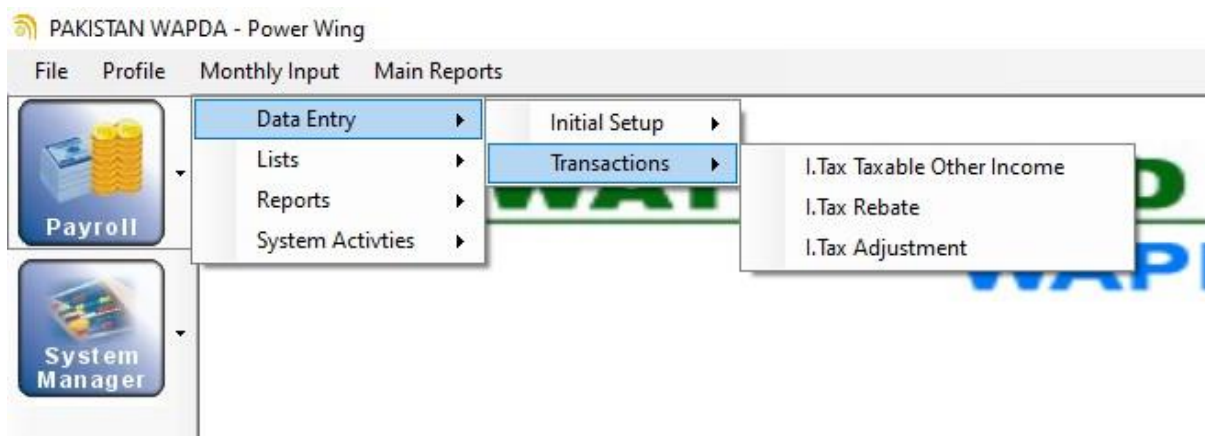 PAKISTAN WAPDA - Power Wing
File Profile Monthly Input Main Reports
Payroll
Data Entry
Lists
Reports
System Activties
Initial Setup
Transactions
I.Tax Taxable Other Income
I.Tax Rebate
I.Tax Adjustment
System
Manager